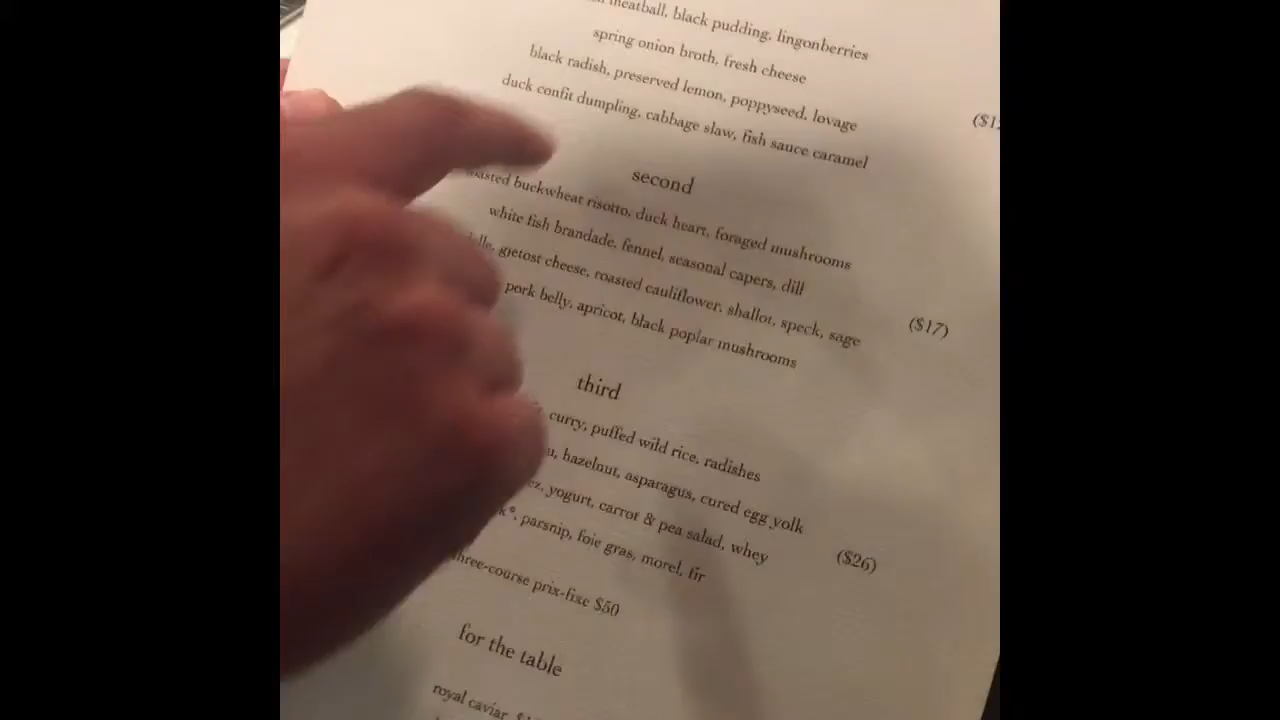 meatball, black pudding, lingonberries
spring onion broth, fresh cheese
black radish, preserved lemon, poppyseed, lovage
duck confit dumpling, cabbage slaw, fish sauce caramel
second
buckwheat risotto, duck heart, foraged mushrooms
white fish brandade, fennel, seasonal capers, dill
gjetost cheese, roasted cauliflower, shallot, speck, sage
($17)
pork belly, apricot, black poplar mushrooms
third
curry, puffed wild rice, radishes
hazelnut, asparagus, cured egg yolk
yogurt, carrot & pea salad, whey
($26)
parsnip, foie gras, morel, fir
three-course prix-fixe $50
for the table
royal caviar,